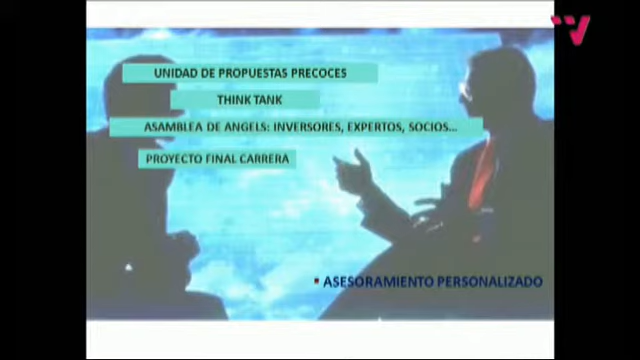 UNIDAD DE PROPUESTAS PRECOCES
THINK TANK
ASAMBLEA DE ANGELS: INVERSORES, EXPERTOS, SOCIOS...
PROYECTO FINAL CARRERA
▪ ASESORAMIENTO PERSONALIZADO